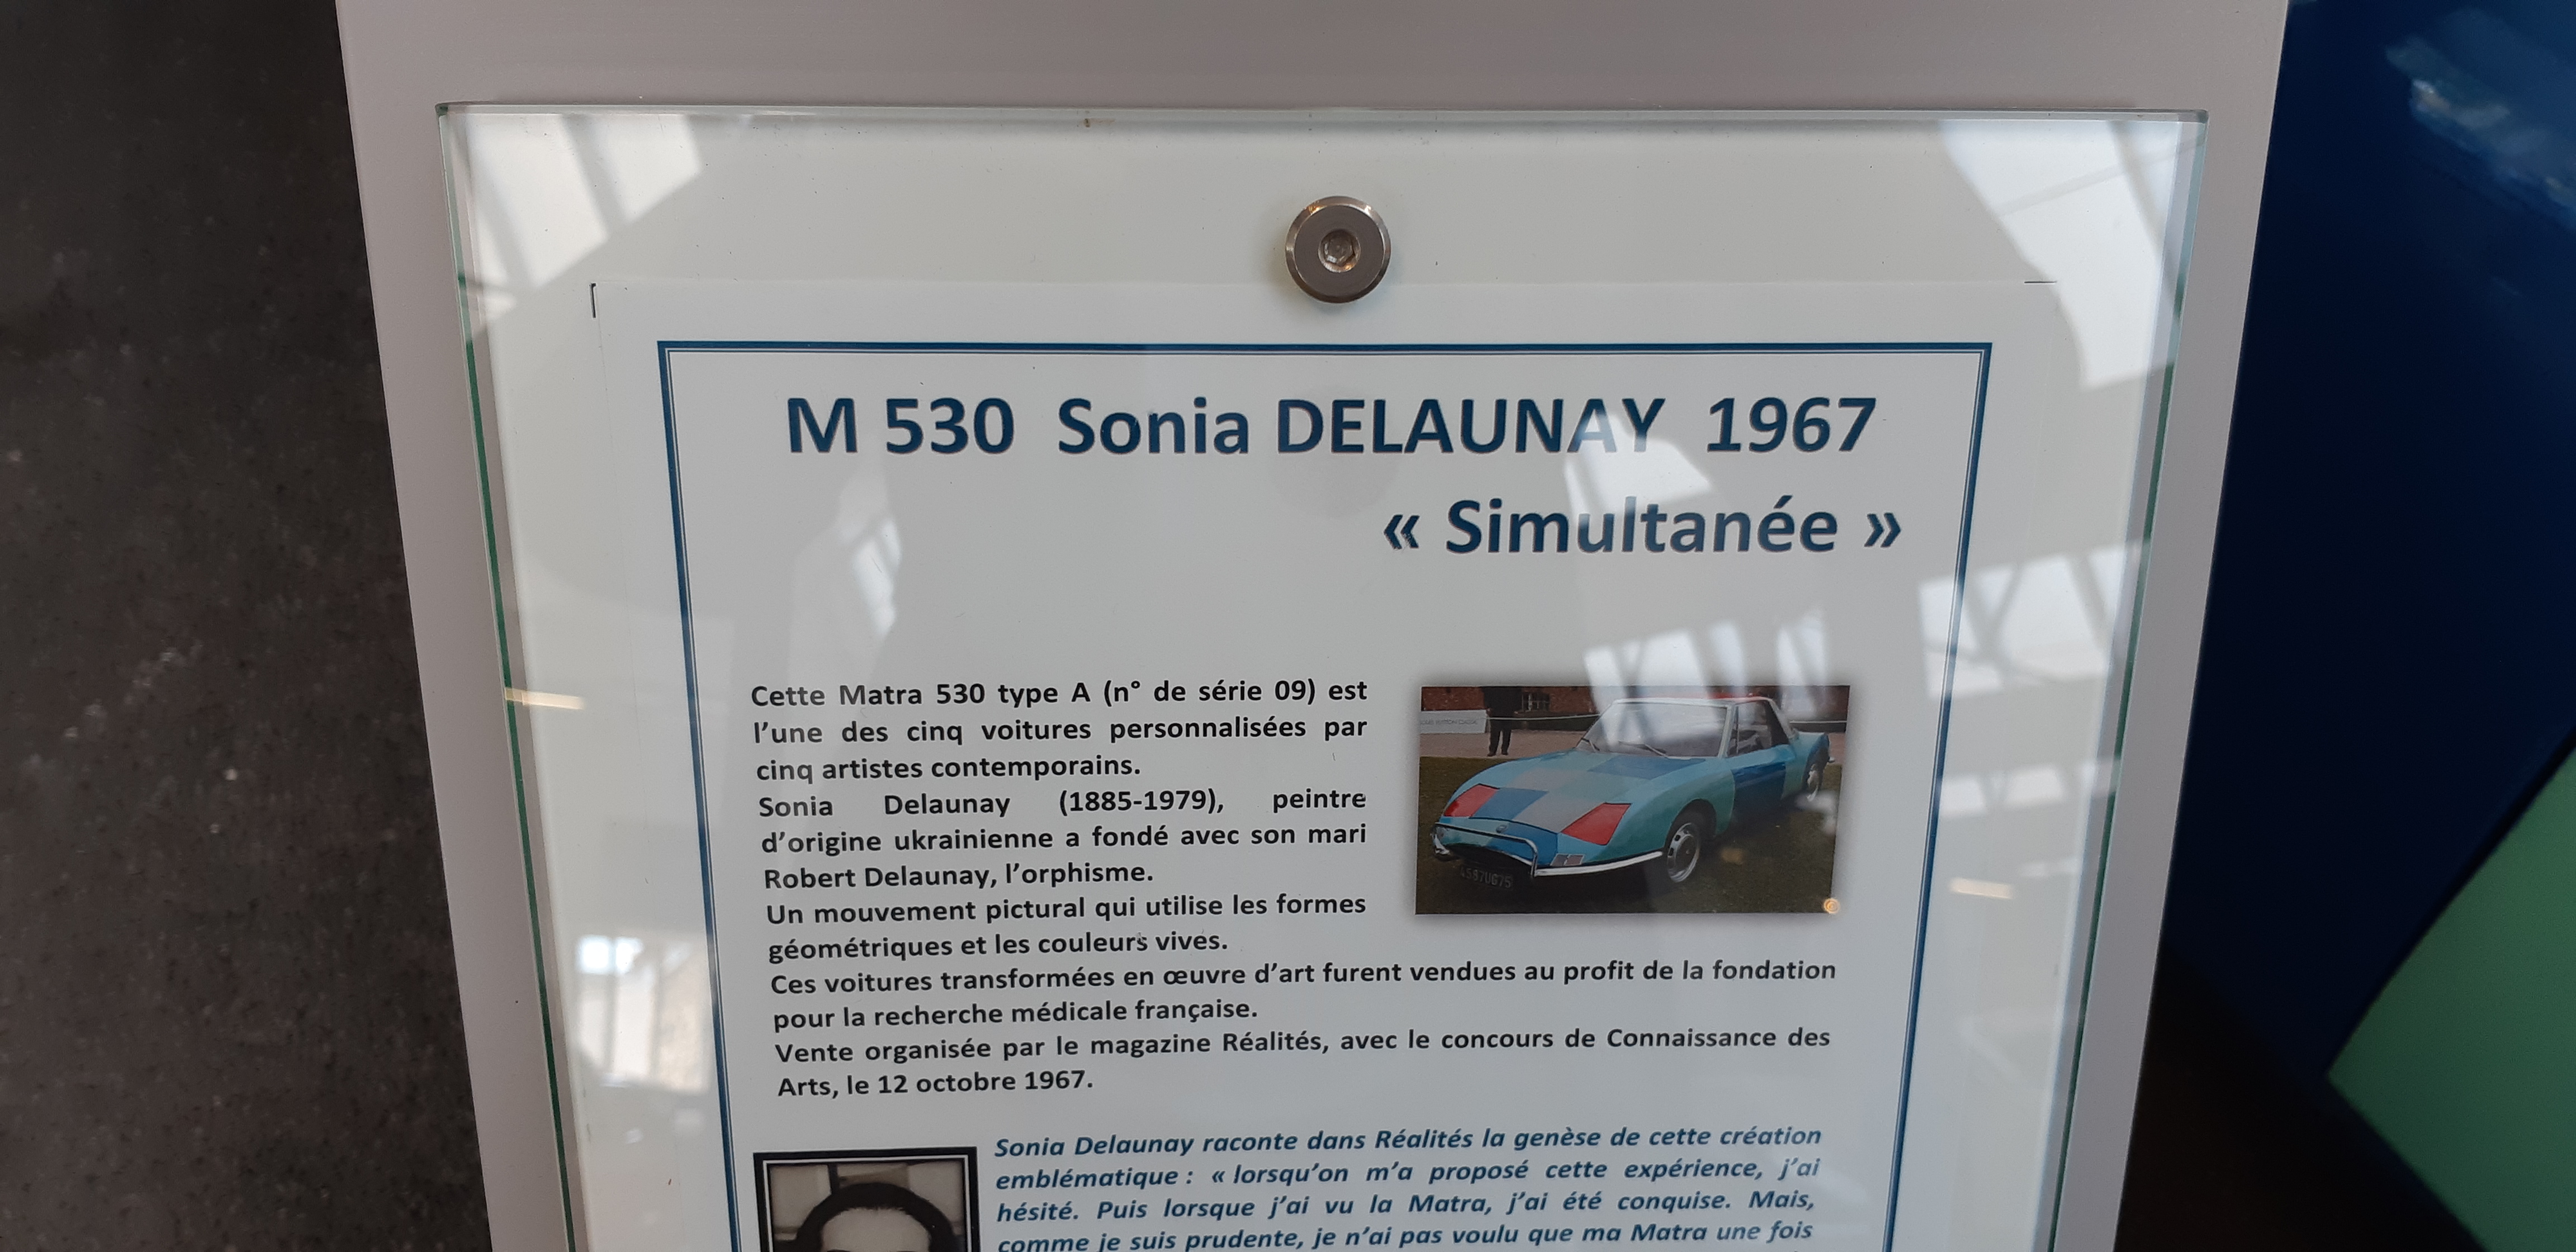 M 530 Sonia DELAUNAY 1967
« Simultanée »
Cette Matra 530 type A (n° de série 09) est
l’une des cinq voitures personnalisées par
cinq artistes contemporains.
Sonia Delaunay (1885-1979), peintre
d’origine ukrainienne a fondé avec son mari
Robert Delaunay, l’orphisme.
Un mouvement pictural qui utilise les formes
géométriques et les couleurs vives.
Ces voitures transformées en œuvre d’art furent vendues au profit de la fondation
pour la recherche médicale française.
Vente organisée par le magazine Réalités, avec le concours de Connaissance des
Arts, le 12 octobre 1967.
Sonia Delaunay raconte dans Réalités la genèse de cette création
emblématique : « lorsqu’on m’a proposé cette expérience, j’ai
hésité. Puis lorsque j’ai vu la Matra, j’ai été conquise. Mais,
comme je suis prudente, je n’ai pas voulu que ma Matra une fois